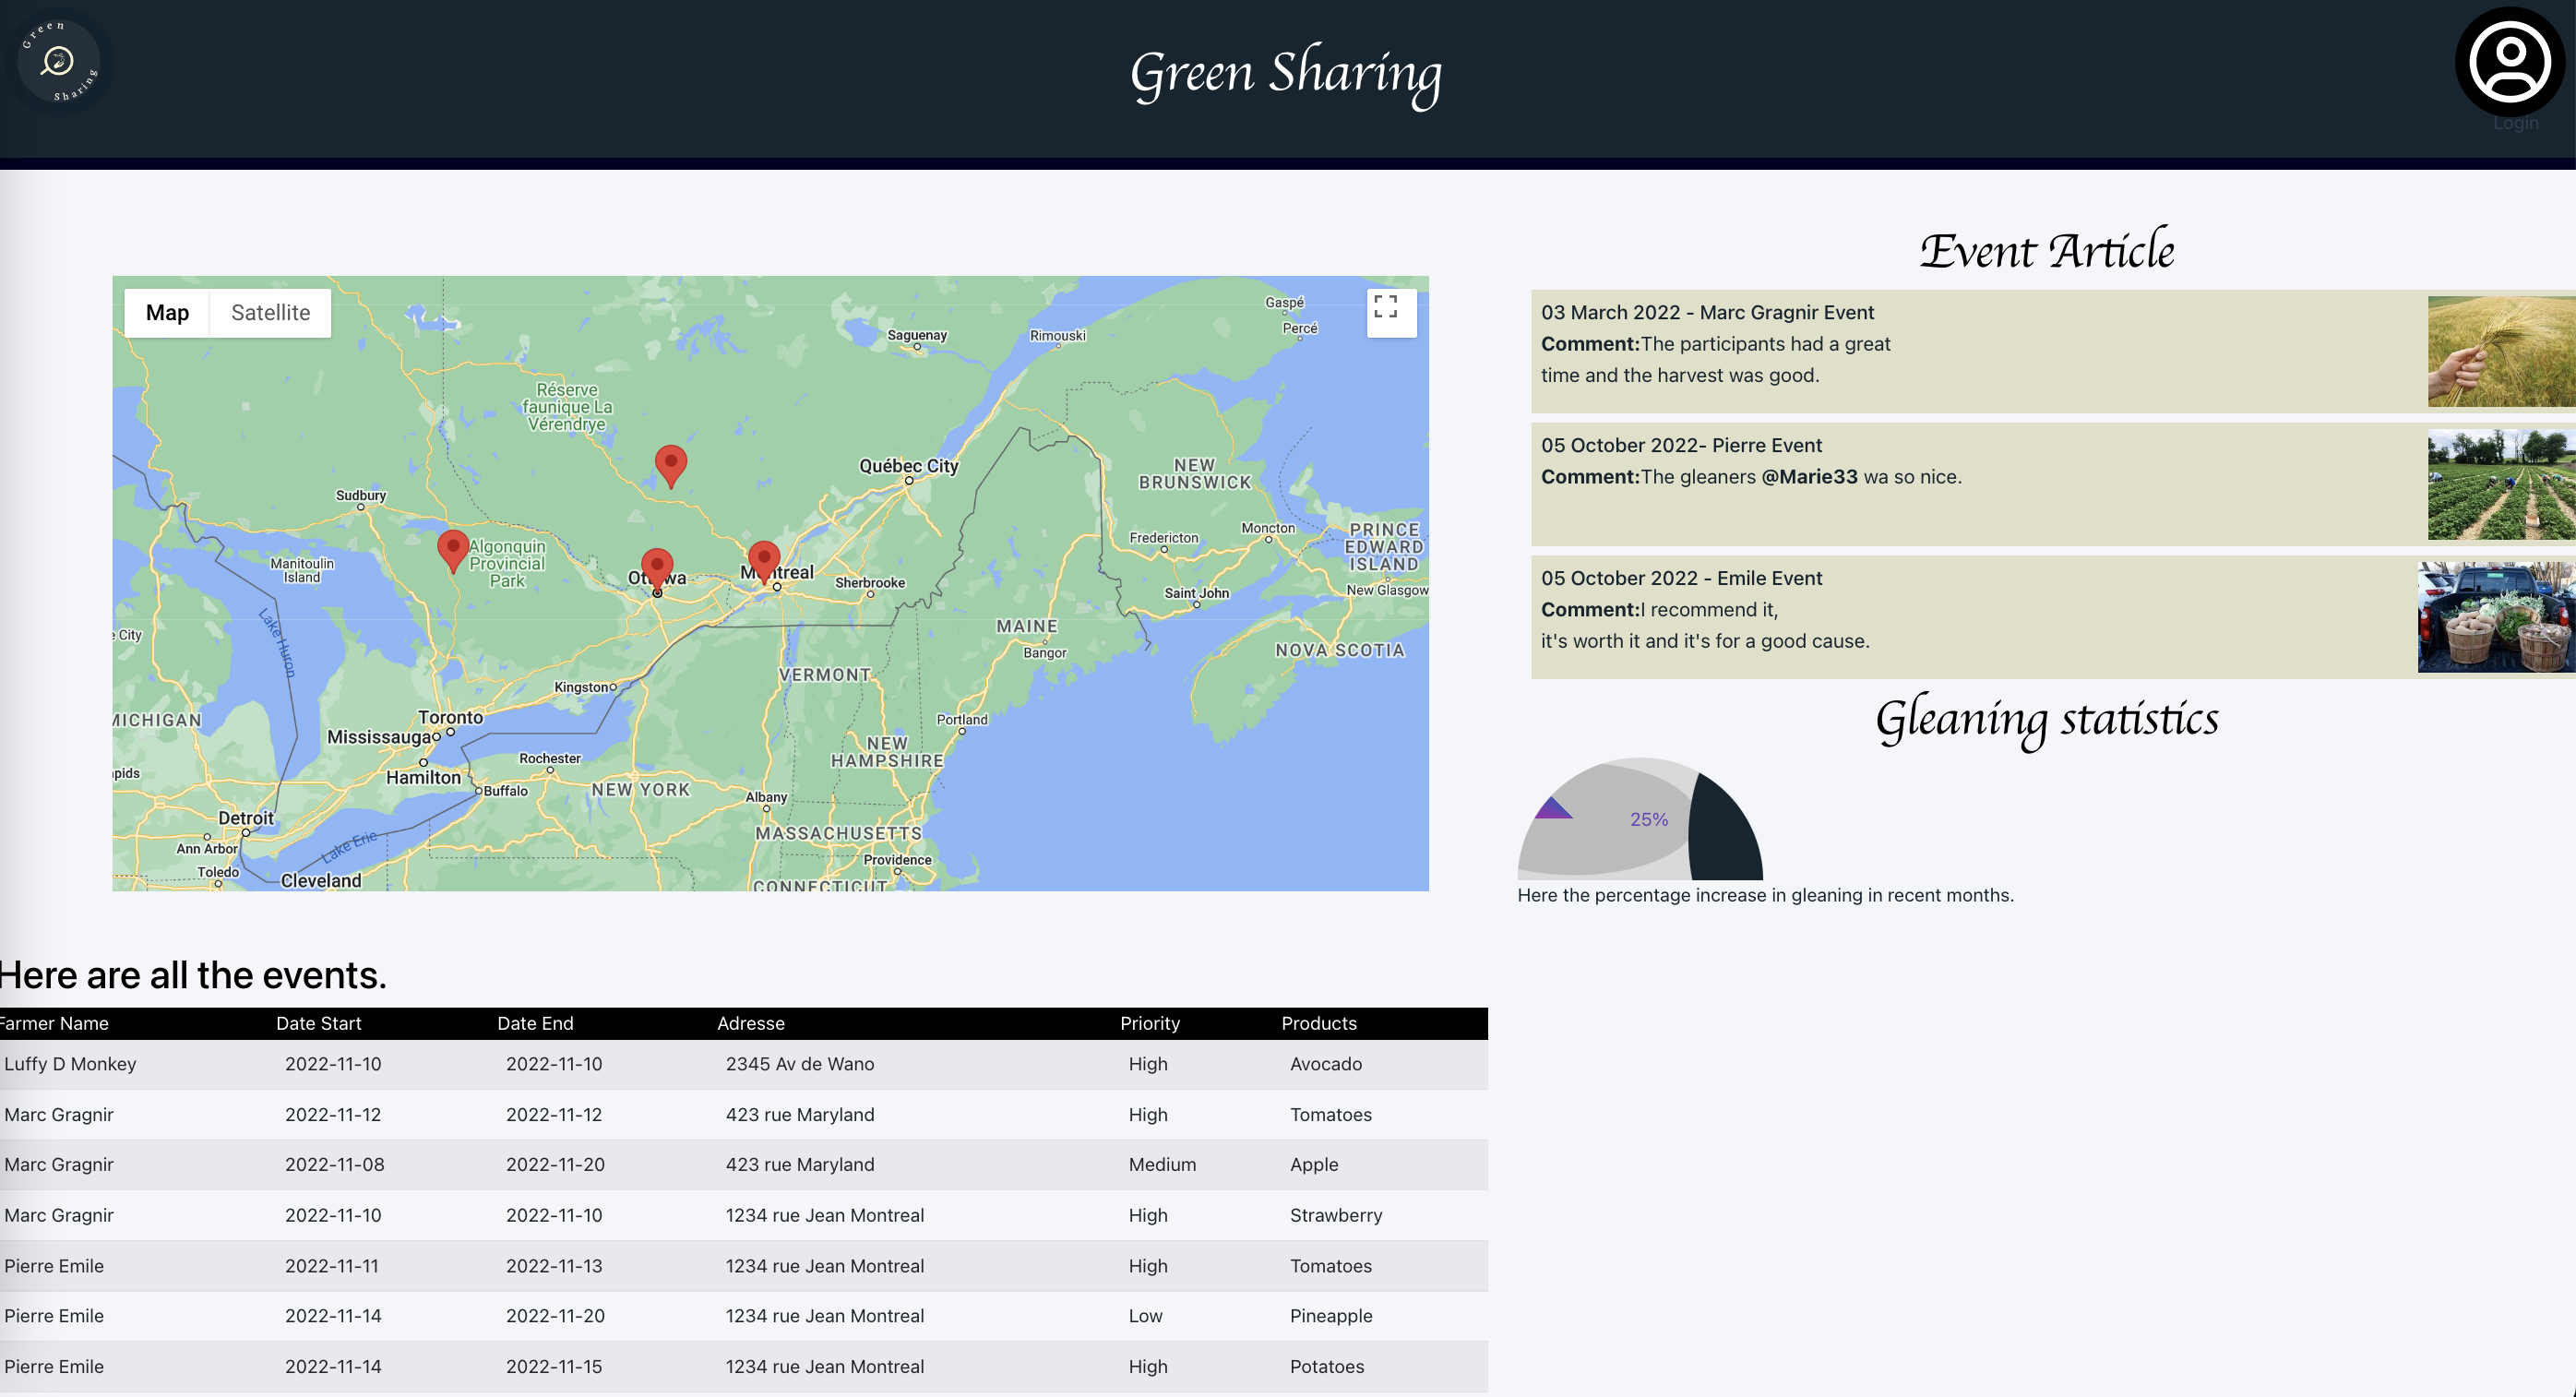 Green
Sharing
Green Sharing
Login
Map
Satellite
Gaspé
Percé
Saguenay
Rimouski
Réserve
faunique La
Vérendrye
Québec City
NEW
BRUNSWICK
Sudbury
Moncton
PRINCE
EDWARD
ISLAND
Fredericton
Algonquin
Provincial
Park
Manitoulin
Island
Montreal
Sherbrooke
Saint John
New Glasgow
Lake Huron
e City
MAINE
Bangor
NOVA SCOTIA
VERMONT
Kingston
MICHIGAN
Toronto
Portland
Mississauga
NEW
HAMPSHIRE
Rochester
apids
Hamilton
Buffalo
NEW YORK
Albany
Detroit
MASSACHUSETTS
Ann Arbor
Lake Erie
Providence
Toledo
Cleveland
CONNECTICUT
Event Article
03 March 2022 - Marc Gragnir Event
Comment:The participants had a great
time and the harvest was good.
05 October 2022- Pierre Event
Comment:The gleaners @Marie33 wa so nice.
05 October 2022 - Emile Event
Comment:I recommend it,
it's worth it and it's for a good cause.
Gleaning statistics
25%
Here the percentage increase in gleaning in recent months.
Here are all the events.
Farmer Name Date Start Date End Adresse Priority Products
Luffy D Monkey 2022-11-10 2022-11-10 2345 Av de Wano High Avocado
Marc Gragnir 2022-11-12 2022-11-12 423 rue Maryland High Tomatoes
Marc Gragnir 2022-11-08 2022-11-20 423 rue Maryland Medium Apple
Marc Gragnir 2022-11-10 2022-11-10 1234 rue Jean Montreal High Strawberry
Pierre Emile 2022-11-11 2022-11-13 1234 rue Jean Montreal High Tomatoes
Pierre Emile 2022-11-14 2022-11-20 1234 rue Jean Montreal Low Pineapple
Pierre Emile 2022-11-14 2022-11-15 1234 rue Jean Montreal High Potatoes